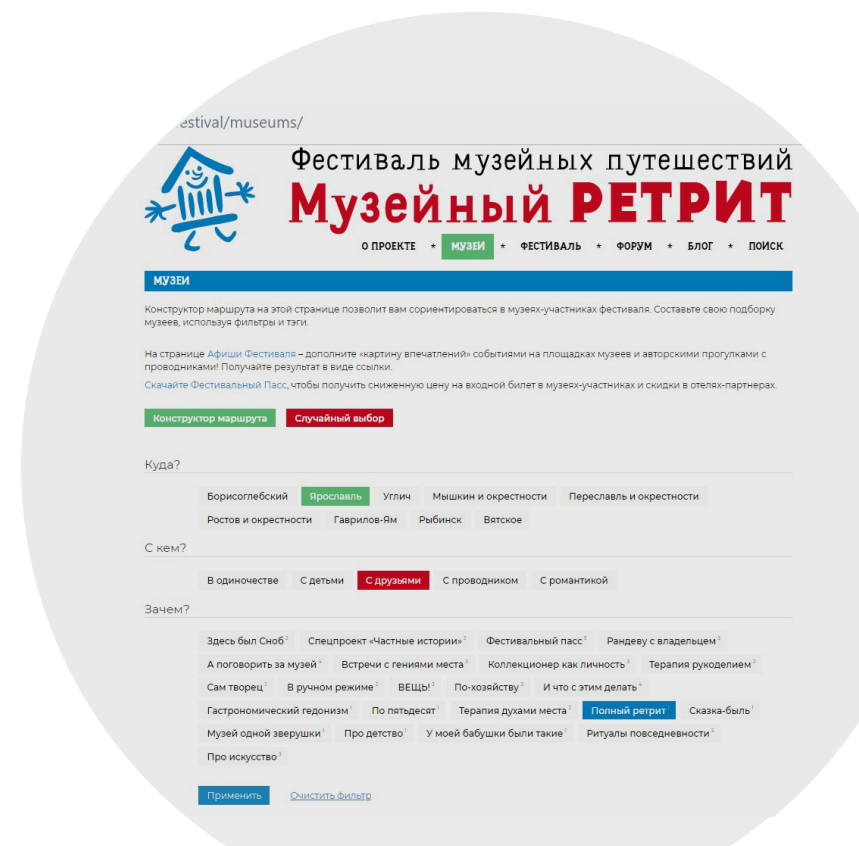 estival/museums/
Фестиваль музейных путешествий
Музейный РЕТРИТ
О ПРОЕКТЕ * МУЗЕИ * ФЕСТИВАЛЬ * ФОРУМ * БЛОГ * ПОИСК
МУЗЕИ
Конструктор маршрута на этой странице позволит вам сориентироваться в музеях-участниках фестиваля. Составьте свою подборку
музеев, используя фильтры и тэги.
На странице Афиши Фестиваля – дополните «картину впечатлений» событиями на площадках музеев и авторскими прогулками с
проводниками! Получайте результат в виде ссылки.
Скачайте Фестивальный Пасс, чтобы получить сниженную цену на входной билет в музеях-участниках и скидки в отелях-партнерах.
Конструктор маршрута Случайный выбор
Куда?
Борисоглебский Ярославль Углич Мышкин и окрестности Переславль и окрестности
Ростов и окрестности Гаврилов-Ям Рыбинск Вятское
С кем?
В одиночестве С детьми С друзьями С проводником С романтикой
Зачем?
Здесь был Сноб Спецпроект «Частные истории» Фестивальный пасс Рандеву с владельцем
А поговорить за музей Встречи с гениями места Коллекционер как личность Терапия рукоделием
Сам творец В ручном режиме ВЕЩЬ! По-хозяйству И что с этим делать
Гастрономический гедонизм По пятьдесят Терапия духами места Полный ретрит Сказка-быль
Музей одной зверушки Про детство У моей бабушки были такие Ритуалы повседневности
Про искусство
Применить Очистить фильтр